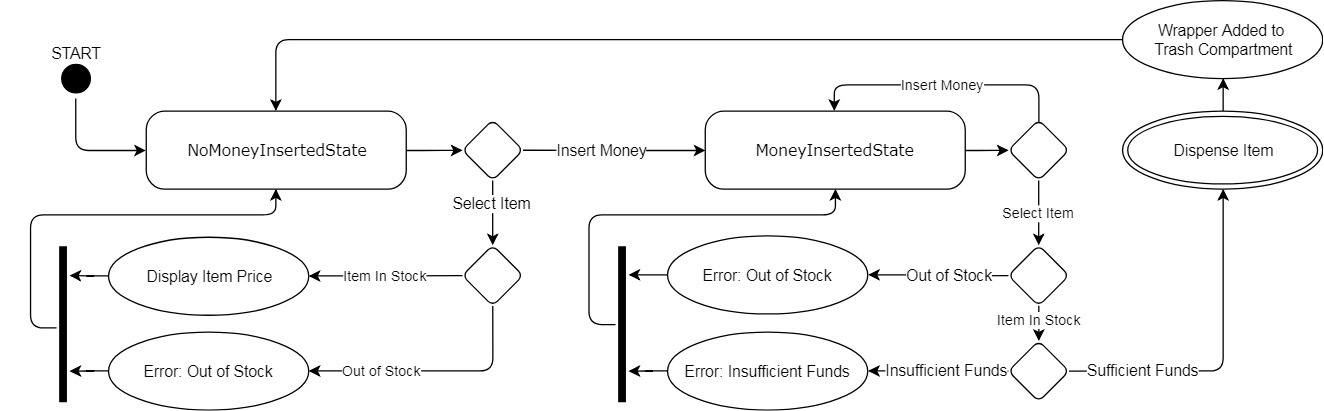 Wrapper Added to
Trash Compartment
START
Insert Money
NoMoneyInsertedState
Insert Money
MoneyInsertedState
Dispense Item
Select Item
Select Item
Display Item Price
Item In Stock
Error: Out of Stock
Out of Stock
Item In Stock
Error: Out of Stock
Out of Stock
Error: Insufficient Funds
Insufficient Funds
Sufficient Funds